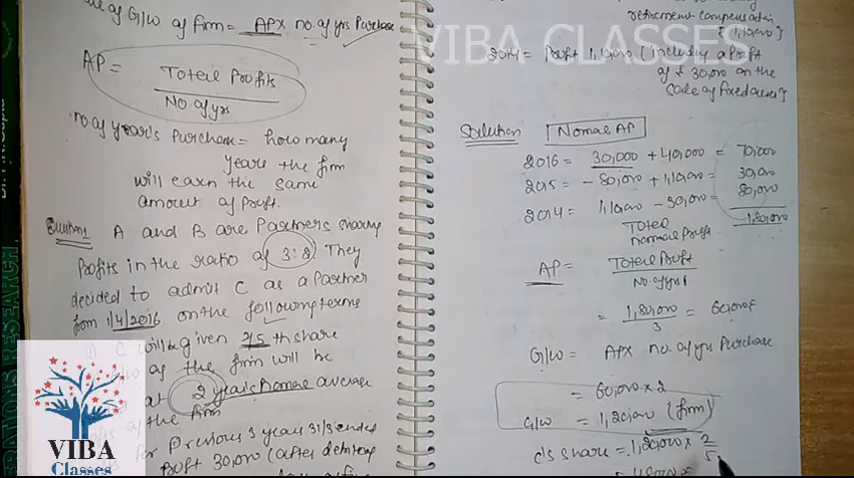 of G/W of firm = APX no. of yrs Purchase
AP = Total Profits
No of yrs
no. of year's Purchase = how many
years the firm
will earn the same
amount of Profit.
Question: A and B are Partners sharing
Profits in the ratio of 3:2. They
decided to admit C as a Partner
from 1/4/2016 on the following terms
C will be given 2/5 th share
of the firm will be
at 2 year's Normal average
of the firm
for Previous 3 years 31/3 ended
Profit 30,000 (after debiting
retirement compensation
VIBA CLASSES
2014 = Profit 1,10,000 (including a Profit
of ₹ 30,000 on the
Sale of fixed assets)
Solution Normal AP
2016 = 30,000 + 40,000 = 70,000
2015 = - 80,000 + 1,10,000 = 30,000
2014 = 1,10,000 - 30,000 = 80,000
Total
Normal Profit 1,80,000
AP = Total Profit
No. of yrs
= 1,80,000 / 3 = 60,000
G/W = APX no. of yrs Purchase
= 60,000 x 2
G/W = 1,20,000 (firm)
C's share = 1,20,000 x 2/5
VIBA
Classes